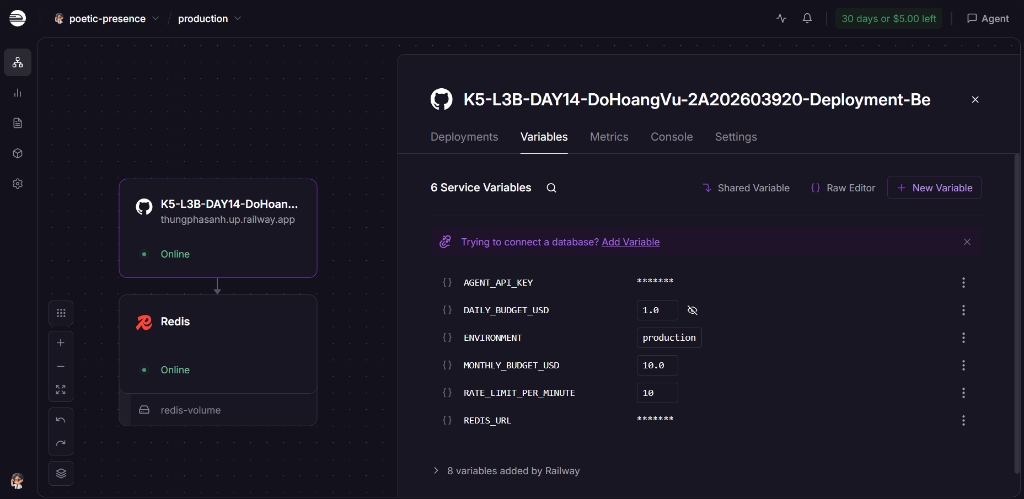 poetic-presence
production
30 days or $5.00 left
Agent
K5-L3B-DAY14-DoHoan...
thungphasanh.up.railway.app
Online
Redis
Online
redis-volume
K5-L3B-DAY14-DoHoangVu-2A202603920-Deployment-Be
Deployments Variables Metrics Console Settings
6 Service Variables
Shared Variable
{} Raw Editor
+ New Variable
Trying to connect a database? Add Variable
{} AGENT_API_KEY *******
{} DAILY_BUDGET_USD 1.0
{} ENVIRONMENT production
{} MONTHLY_BUDGET_USD 10.0
{} RATE_LIMIT_PER_MINUTE 10
{} REDIS_URL *******
8 variables added by Railway